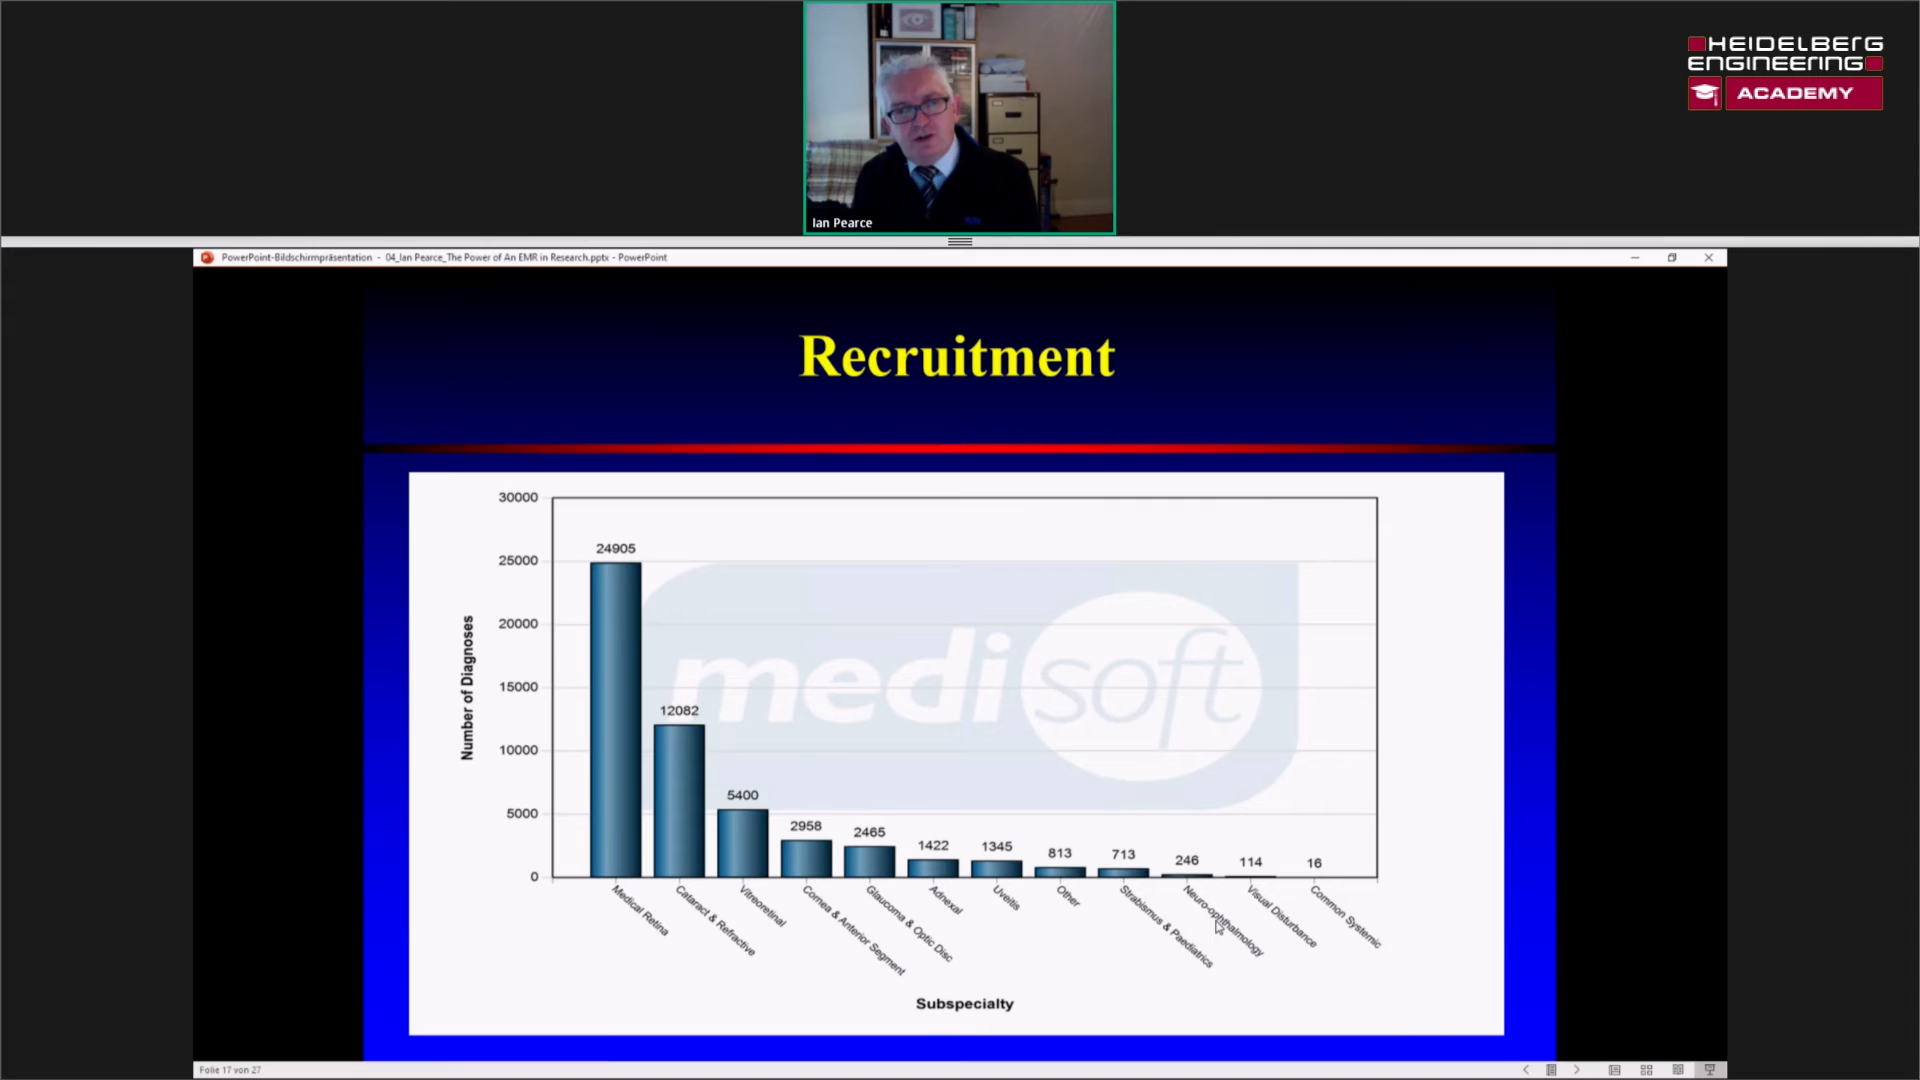 HEIDELBERG
ENGINEERING
ACADEMY
Ian Pearce
PowerPoint-Bildschirmpräsentation - 04_Ian Pearce_The Power of An EMR in Research.pptx - PowerPoint
Recruitment
30000
25000
20000
15000
10000
5000
0
Number of Diagnoses
24905
12082
5400
2958
2465
1422
1345
813
713
246
114
16
medisoft
Medical Retina
Cataract & Refractive
Vitreoretinal
Cornea & Anterior Segment
Glaucoma & Optic Disc
Adnexal
Uveitis
Other
Strabismus & Paediatrics
Neuro-ophthalmology
Visual Disturbance
Common Systemic
Subspecialty
Folie 17 von 27